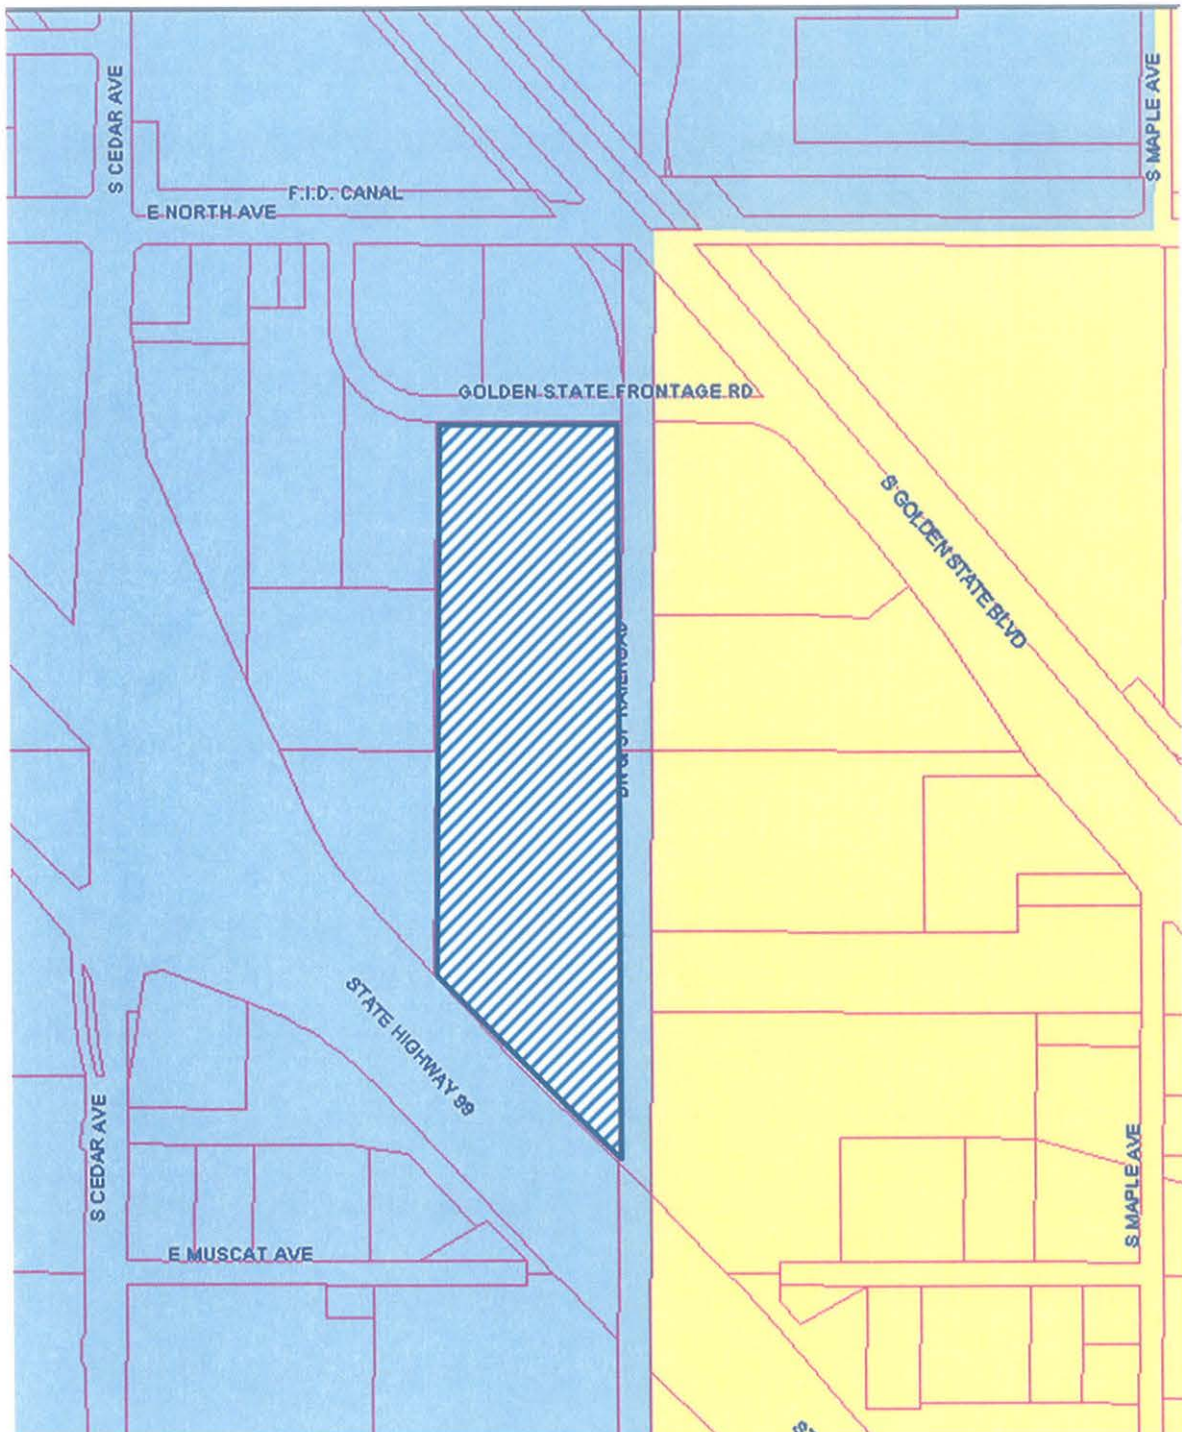 S CEDAR AVE
S MAPLE AVE
F.I.D. CANAL
E NORTH AVE
GOLDEN STATE FRONTAGE RD
S GOLDEN STATE BLVD
STATE HIGHWAY 99
S CEDAR AVE
S MAPLE AVE
E MUSCAT AVE